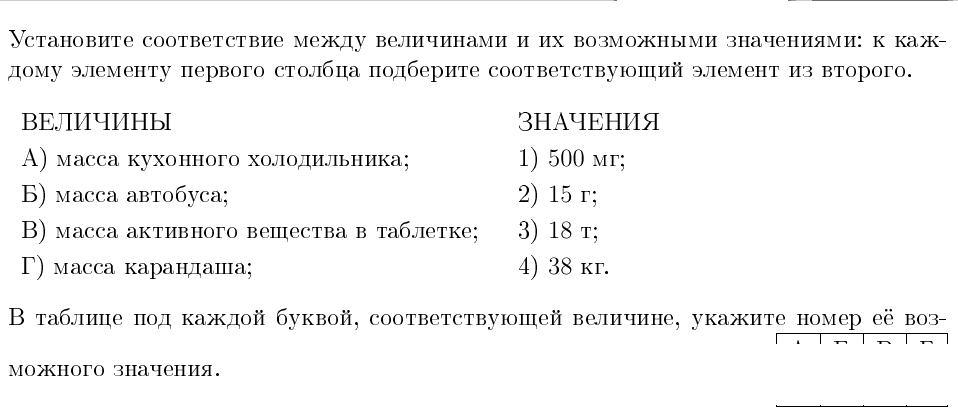 Установите соответствие между величинами и их возможными значениями: к каж-
дому элементу первого столбца подберите соответствующий элемент из второго.
ВЕЛИЧИНЫ ЗНАЧЕНИЯ
А) масса кухонного холодильника; 1) 500 мг;
Б) масса автобуса; 2) 15 г;
В) масса активного вещества в таблетке; 3) 18 т;
Г) масса карандаша; 4) 38 кг.
В таблице под каждой буквой, соответствующей величине, укажите номер её воз-
можного значения.